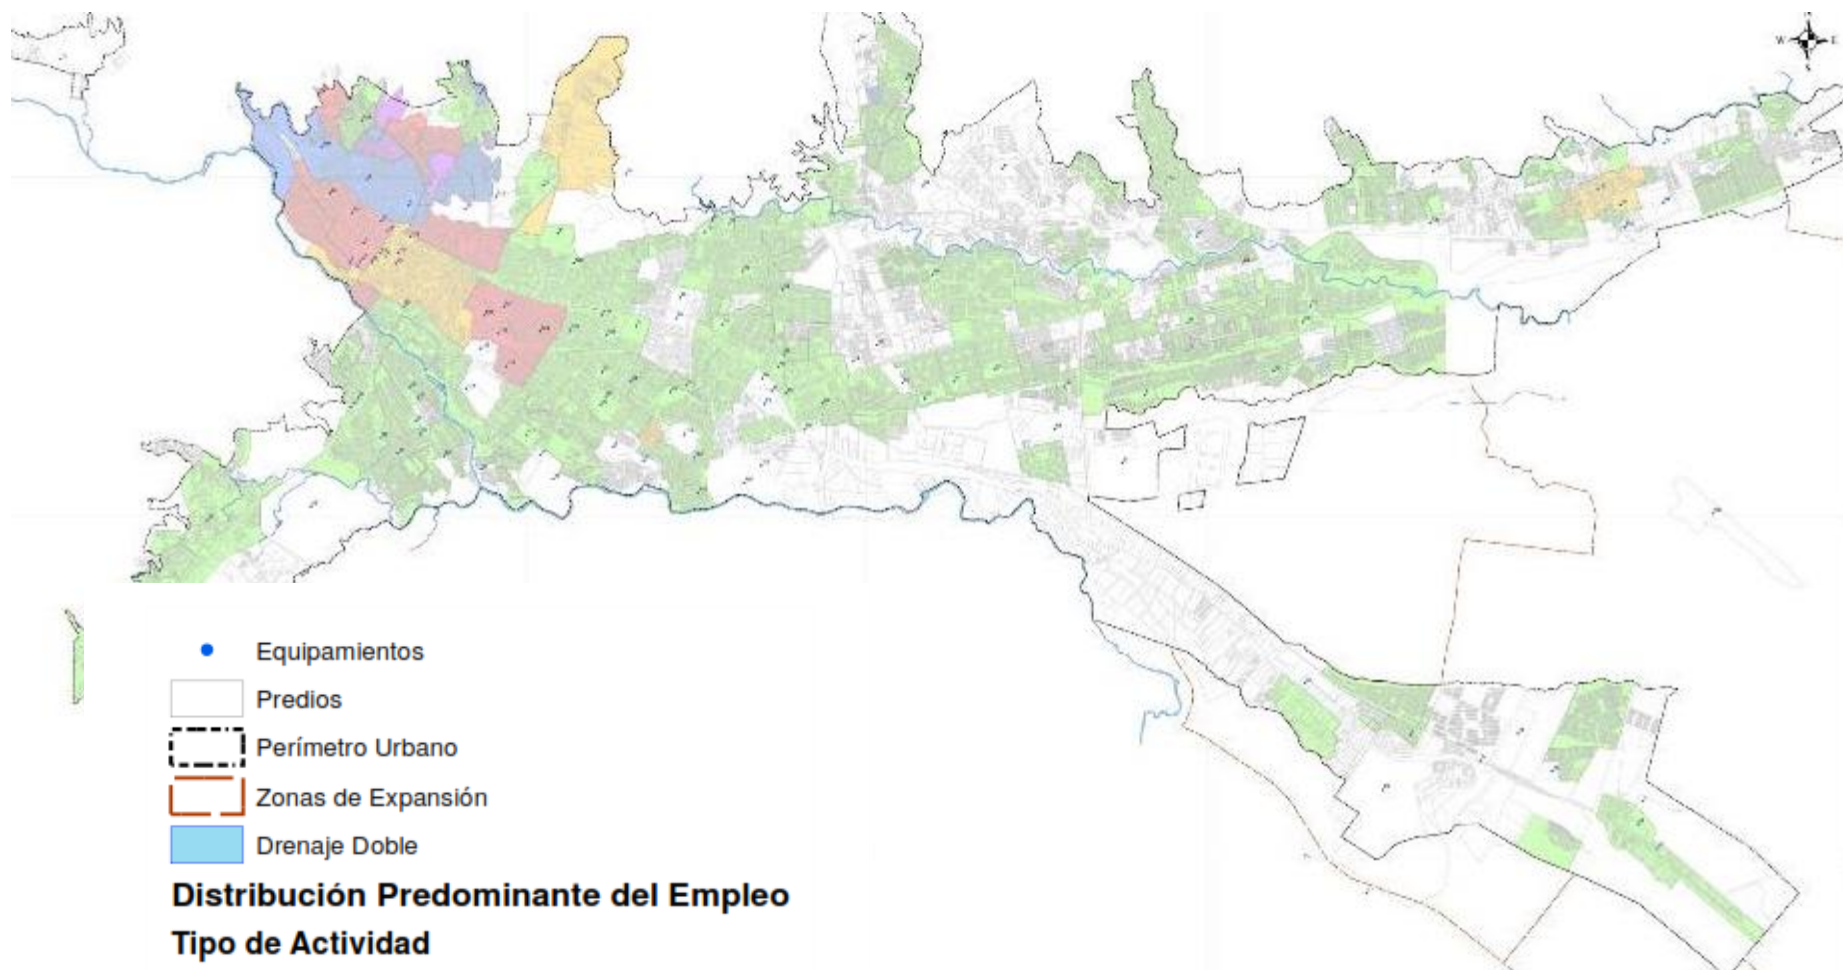 W E
Equipamientos
Predios
Perímetro Urbano
Zonas de Expansión
Drenaje Doble
Distribución Predominante del Empleo
Tipo de Actividad